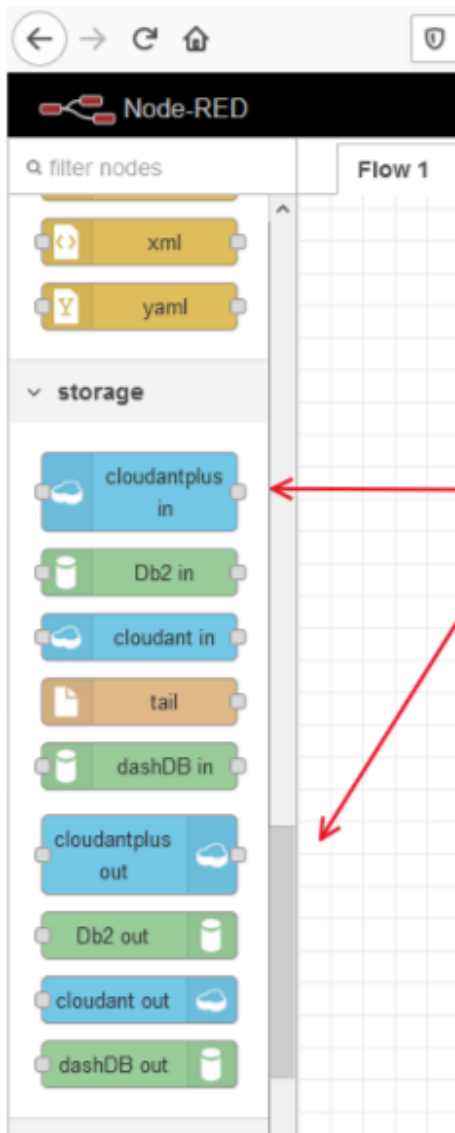 Node-RED
filter nodes
Flow 1
xml
yaml
storage
cloudantplus
in
Db2 in
cloudant in
tail
dashDB in
cloudantplus
out
Db2 out
cloudant out
dashDB out